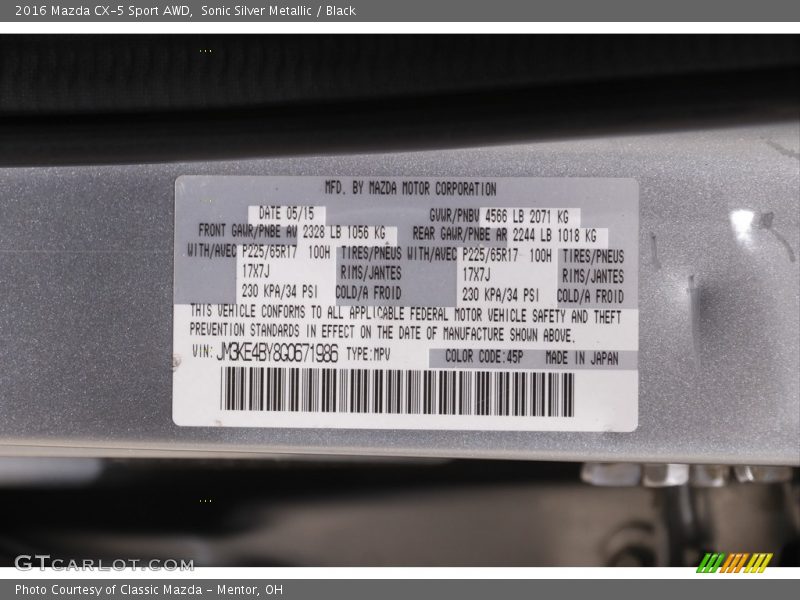 2016 Mazda CX-5 Sport AWD, Sonic Silver Metallic / Black
MFD. BY MAZDA MOTOR CORPORATION
DATE 05/15 GVWR/PNBV 4566 LB 2071 KG
FRONT GAWR/PNBE AV 2328 LB 1056 KG REAR GAWR/PNBE AR 2244 LB 1018 KG
WITH/AVEC P225/65R17 100H TIRES/PNEUS WITH/AVEC P225/65R17 100H TIRES/PNEUS
17X7J RIMS/JANTES 17X7J RIMS/JANTES
230 KPA/34 PSI COLD/A FROID 230 KPA/34 PSI COLD/A FROID
THIS VEHICLE CONFORMS TO ALL APPLICABLE FEDERAL MOTOR VEHICLE SAFETY AND THEFT
PREVENTION STANDARDS IN EFFECT ON THE DATE OF MANUFACTURE SHOWN ABOVE.
VIN: JM3KE4BY8G0671986 TYPE:MPV COLOR CODE:45P MADE IN JAPAN
GTCARLOT.COM
Photo Courtesy of Classic Mazda - Mentor, OH